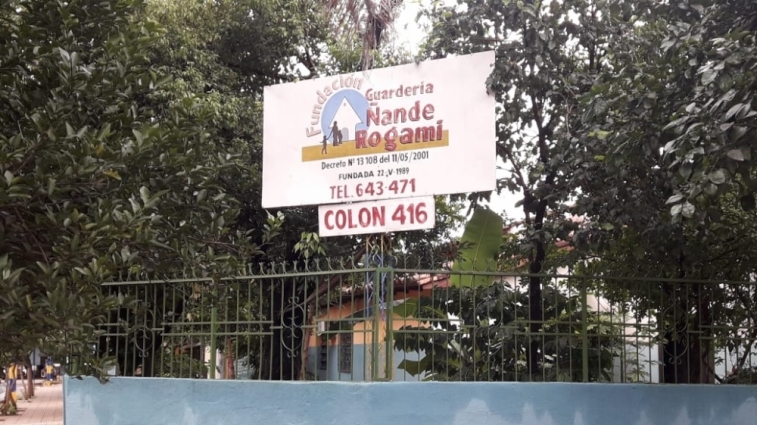 Fundación
Guardería
Ñande
Rogamí
Decreto Nº 13 108 del 11/05/2001
FUNDADA 22, V-1989
TEL. 643-471
COLON 416